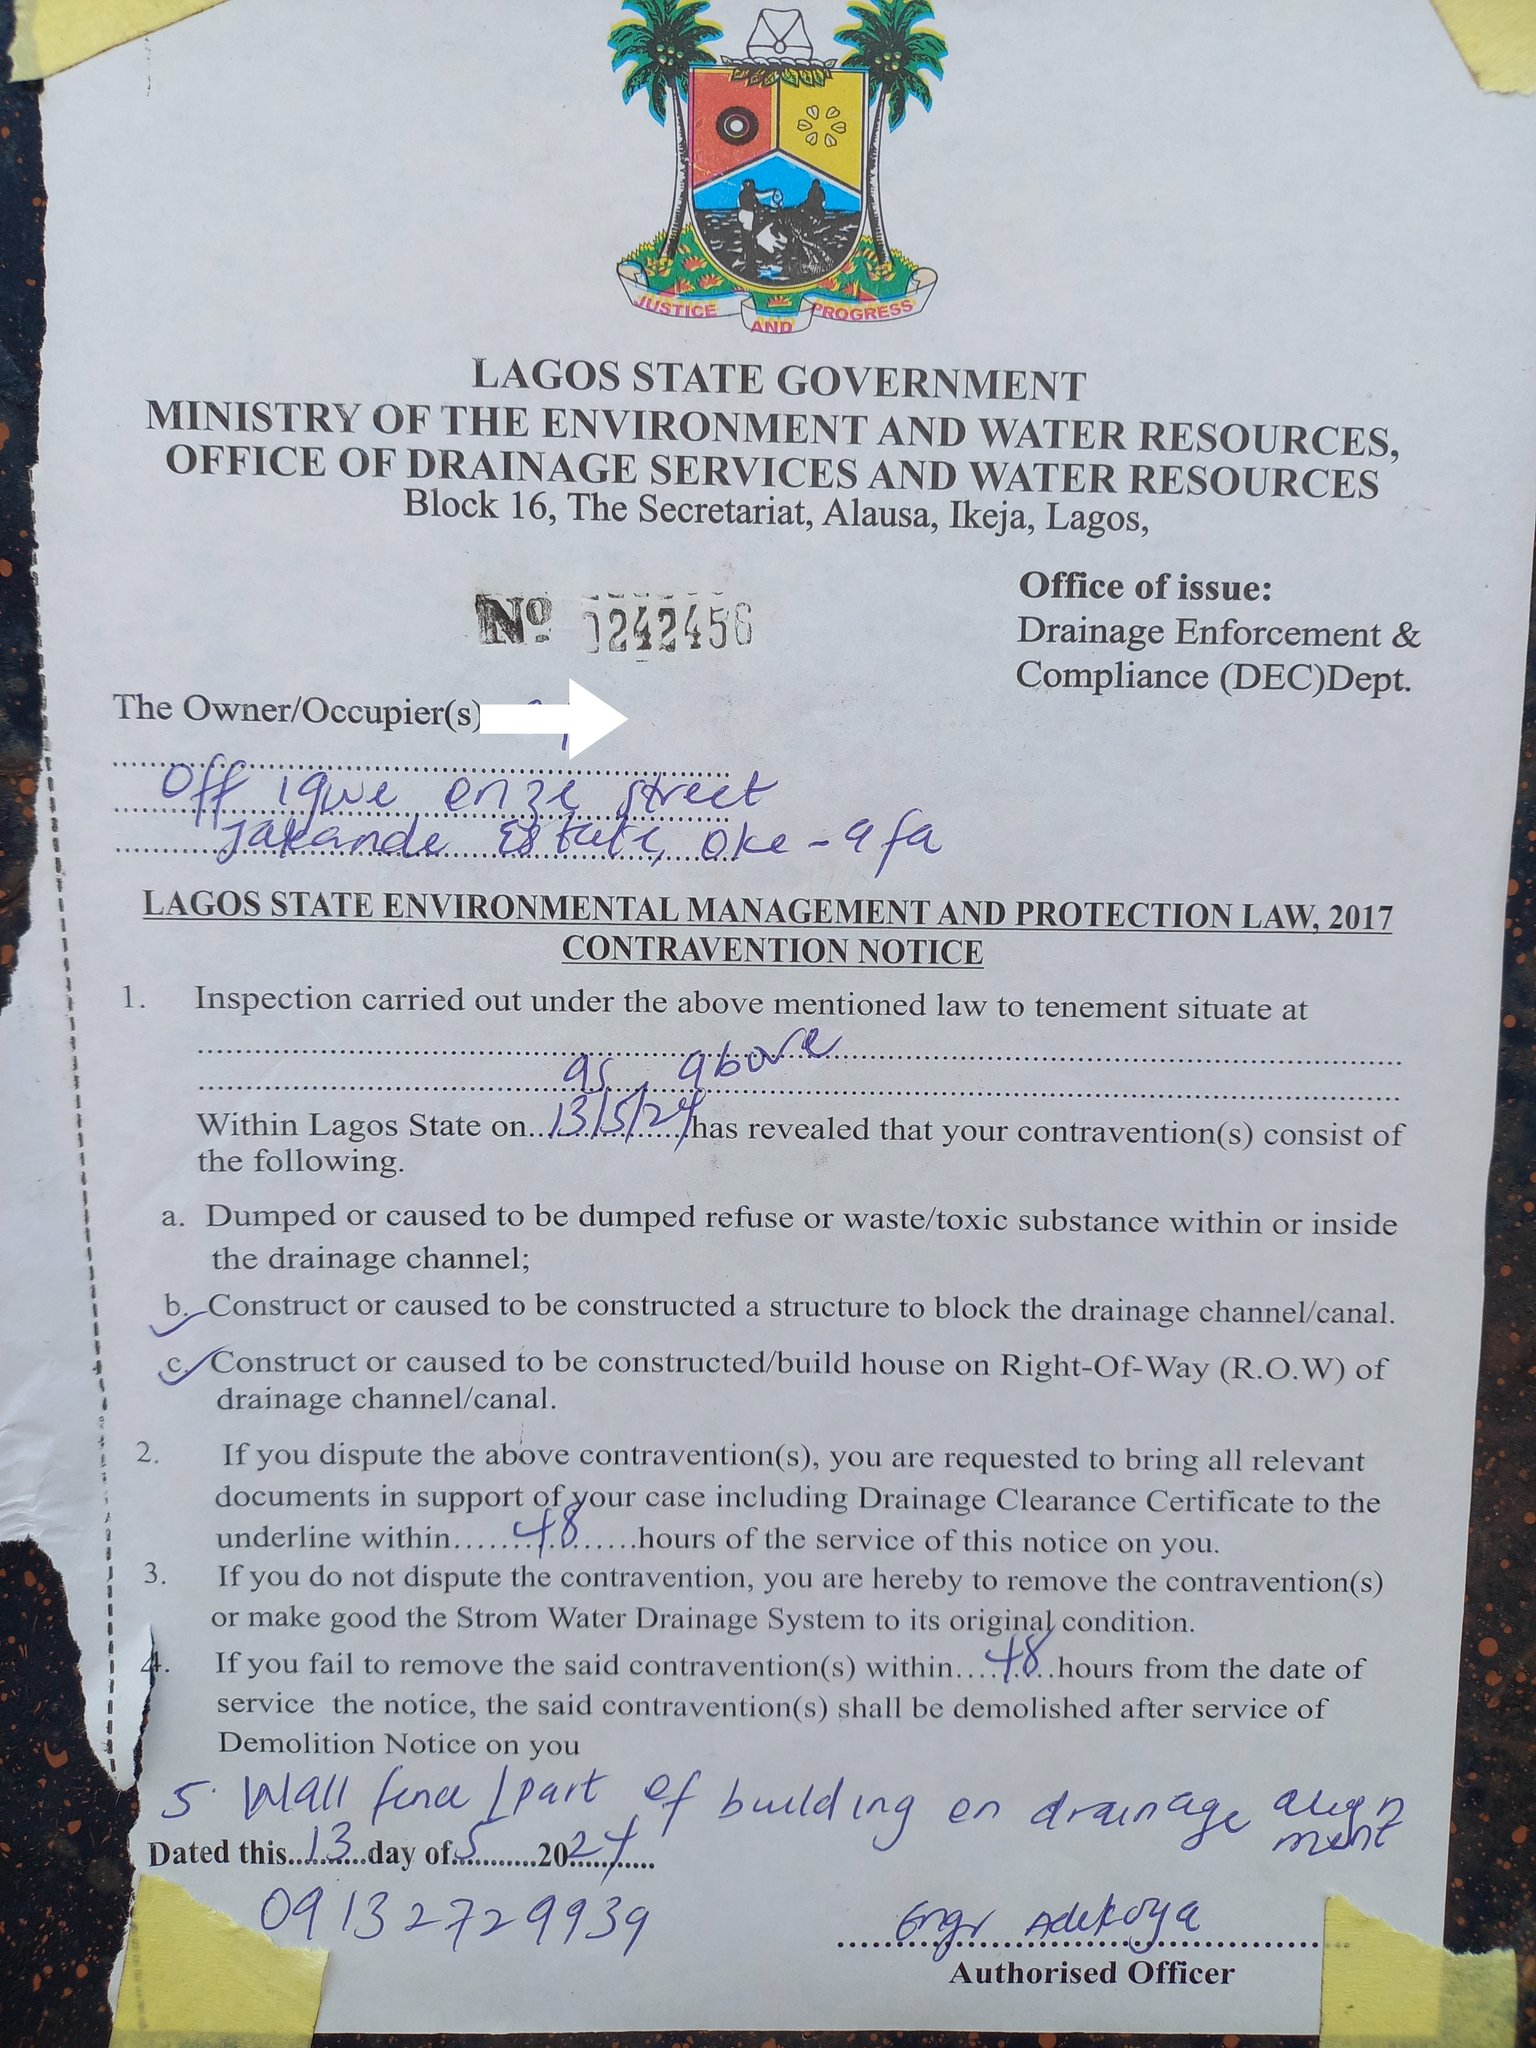 JUSTICE AND PROGRESS
LAGOS STATE GOVERNMENT
MINISTRY OF THE ENVIRONMENT AND WATER RESOURCES,
OFFICE OF DRAINAGE SERVICES AND WATER RESOURCES
Block 16, The Secretariat, Alausa, Ikeja, Lagos,
Nº 0242456
Office of issue:
Drainage Enforcement &
Compliance (DEC)Dept.
The Owner/Occupier(s)
Off Igwe enze street
Jakande Estate, Oke-afa
LAGOS STATE ENVIRONMENTAL MANAGEMENT AND PROTECTION LAW, 2017
CONTRAVENTION NOTICE
1. Inspection carried out under the above mentioned law to tenement situate at
as above
Within Lagos State on 13/5/24 has revealed that your contravention(s) consist of
the following.
a. Dumped or caused to be dumped refuse or waste/toxic substance within or inside
the drainage channel;
b. Construct or caused to be constructed a structure to block the drainage channel/canal.
c. Construct or caused to be constructed/build house on Right-Of-Way (R.O.W) of
drainage channel/canal.
2. If you dispute the above contravention(s), you are requested to bring all relevant
documents in support of your case including Drainage Clearance Certificate to the
underline within......48......hours of the service of this notice on you.
3. If you do not dispute the contravention, you are hereby to remove the contravention(s)
or make good the Strom Water Drainage System to its original condition.
4. If you fail to remove the said contravention(s) within....48...hours from the date of
service the notice, the said contravention(s) shall be demolished after service of
Demolition Notice on you
5. Wall fence/part of building on drainage alignment
Dated this...13...day of...5...2024
09132729939
Engr Adekoya
Authorised Officer